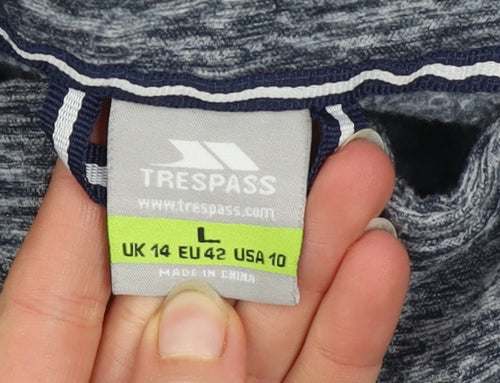 TRESPASS
www.trespass.com
L
UK 14 EU 42 USA 10
MADE IN CHINA